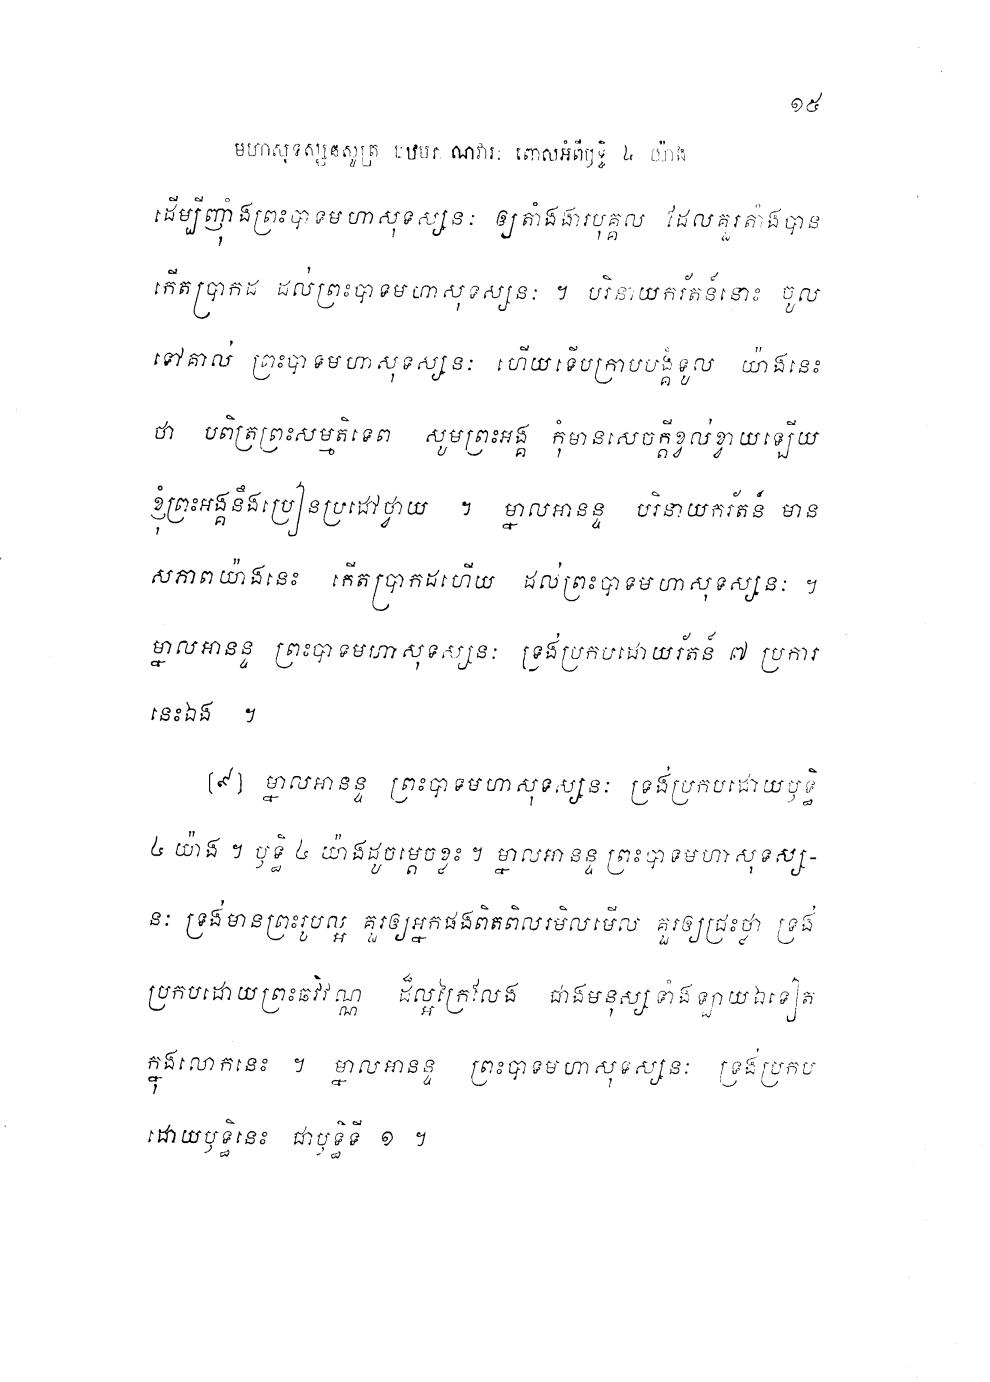 ១៥
មហាសុទស្សនសូត្រ បឋមភាណវារៈ ពោលអំពីឫទ្ធិ ៤ យ៉ាង
ដើម្បីញ៉ាំងព្រះបាទមហាសុទស្សនៈ ឲ្យតាំងងារបុគ្គល ដែលគួរតាំងបាន
កើតប្រាកដ ដល់ព្រះបាទមហាសុទស្សនៈ ។ បរិនាយករ័តន៍នោះ ចូល
ទៅគាល់ ព្រះបាទមហាសុទស្សនៈ ហើយទើបក្រាបបង្គំទូល យ៉ាងនេះ
ថា បពិត្រព្រះសម្មតិទេព សូមព្រះអង្គ កុំមានសេចក្តីខ្វល់ខ្វាយឡើយ
ខ្ញុំព្រះអង្គនឹងប្រៀនប្រដៅថ្វាយ ។ ម្នាលអានន្ទ បរិនាយករ័តន៍ មាន
សភាពយ៉ាងនេះ កើតប្រាកដហើយ ដល់ព្រះបាទមហាសុទស្សនៈ ។
ម្នាលអានន្ទ ព្រះបាទមហាសុទស្សនៈ ទ្រង់ប្រកបដោយរ័តន៍ ៧ ប្រការ
នេះឯង ។
[៩] ម្នាលអានន្ទ ព្រះបាទមហាសុទស្សនៈ ទ្រង់ប្រកបដោយឫទ្ធិ
៤ យ៉ាង ។ ឫទ្ធិ ៤ យ៉ាងដូចម្តេចខ្លះ ។ ម្នាលអានន្ទ ព្រះបាទមហាសុទស្ស-
នៈ ទ្រង់មានព្រះរូបល្អ គួរឲ្យអ្នកផងពិតពិលរមិលមើល គួរឲ្យជ្រះថ្លា ទ្រង់
ប្រកបដោយព្រះឆវិវណ្ណ ដ៏ល្អក្រៃលែង ជាងមនុស្សទាំងឡាយឯទៀត
ក្នុងលោកនេះ ។ ម្នាលអានន្ទ ព្រះបាទមហាសុទស្សនៈ ទ្រង់ប្រកប
ដោយឫទ្ធិនេះ ជាឫទ្ធិទី ១ ។